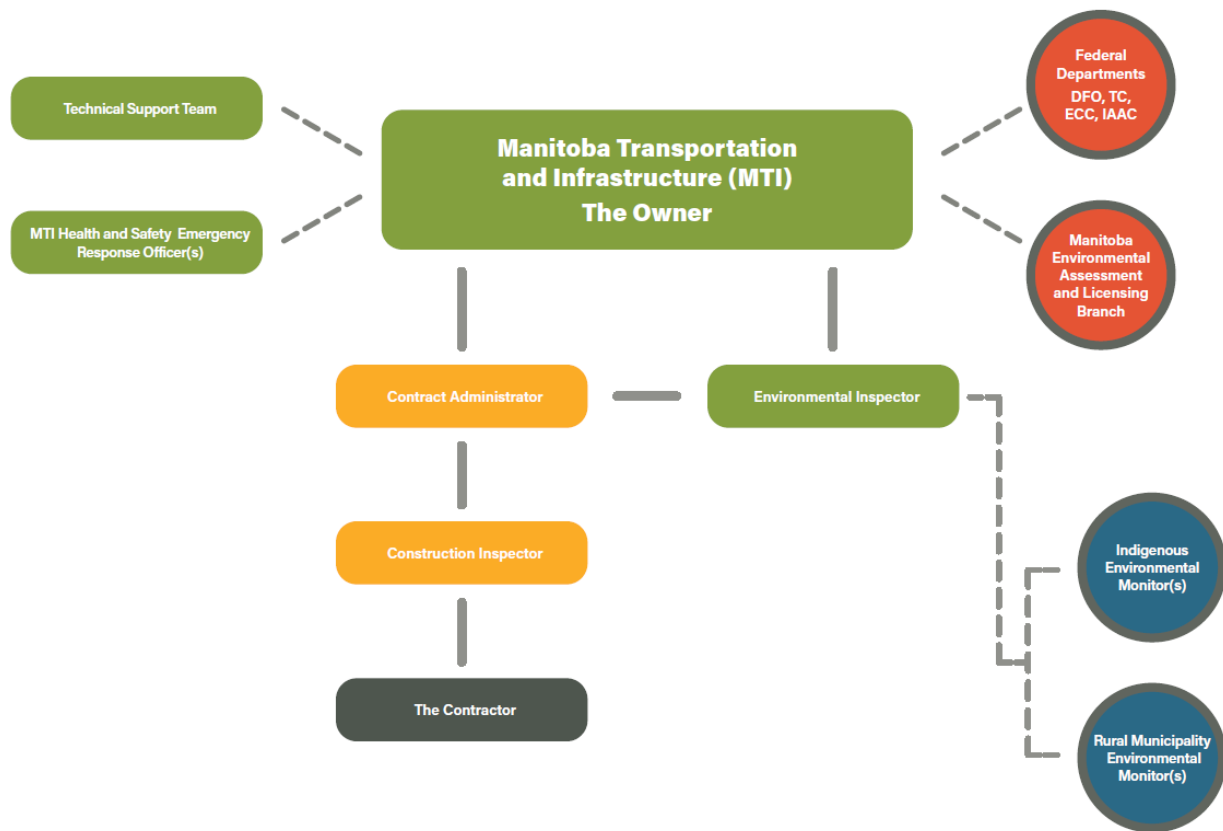 Technical Support Team
MTI Health and Safety Emergency
Response Officer(s)
Manitoba Transportation
and Infrastructure (MTI)
The Owner
Federal
Departments
DFO, TC,
ECC, IAAC
Manitoba
Environmental
Assessment
and Licensing
Branch
Contract Administrator
Environmental Inspector
Construction Inspector
The Contractor
Indigenous
Environmental
Monitor(s)
Rural Municipality
Environmental
Monitor(s)